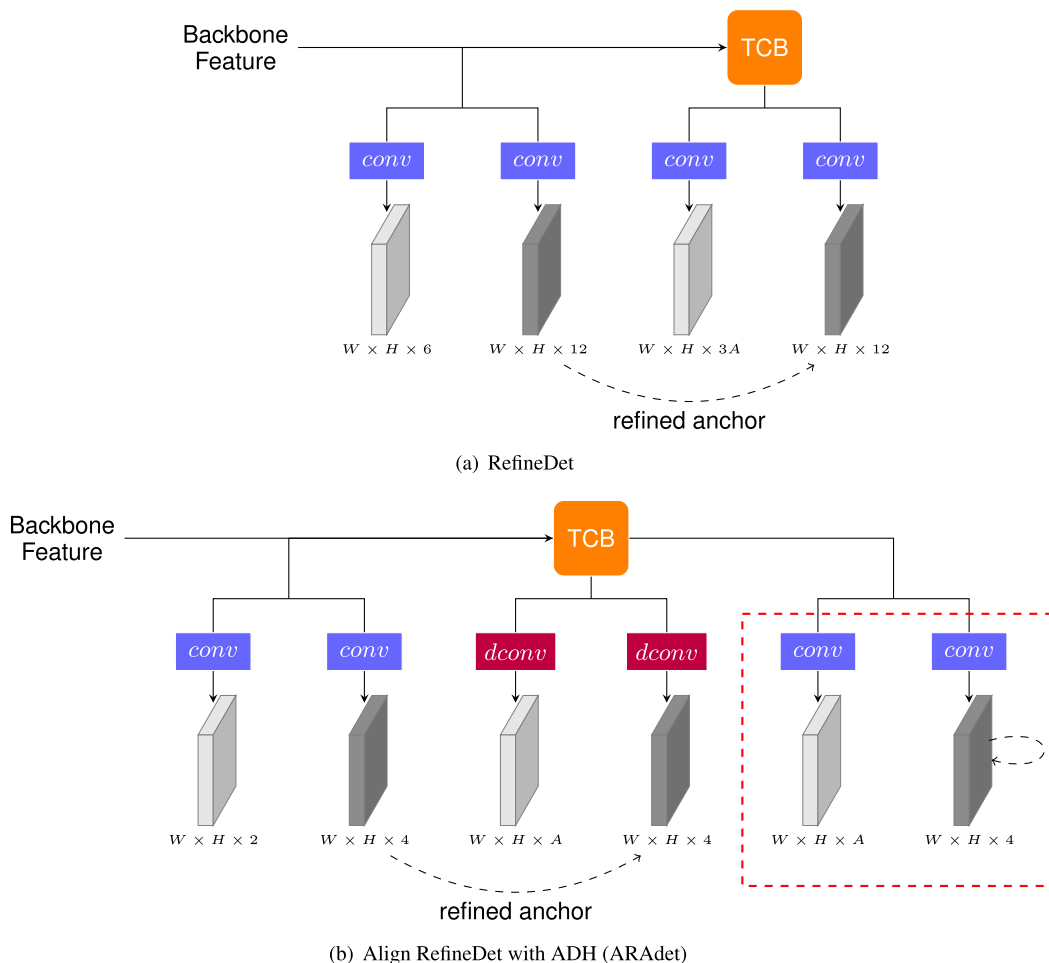 Backbone
Feature
TCB
conv conv conv conv
W × H × 6 W × H × 12 W × H × 3A W × H × 12
refined anchor
(a) RefineDet
Backbone
Feature
TCB
conv conv dconv dconv conv conv
W × H × 2 W × H × 4 W × H × A W × H × 4 W × H × A W × H × 4
refined anchor
(b) Align RefineDet with ADH (ARAdet)